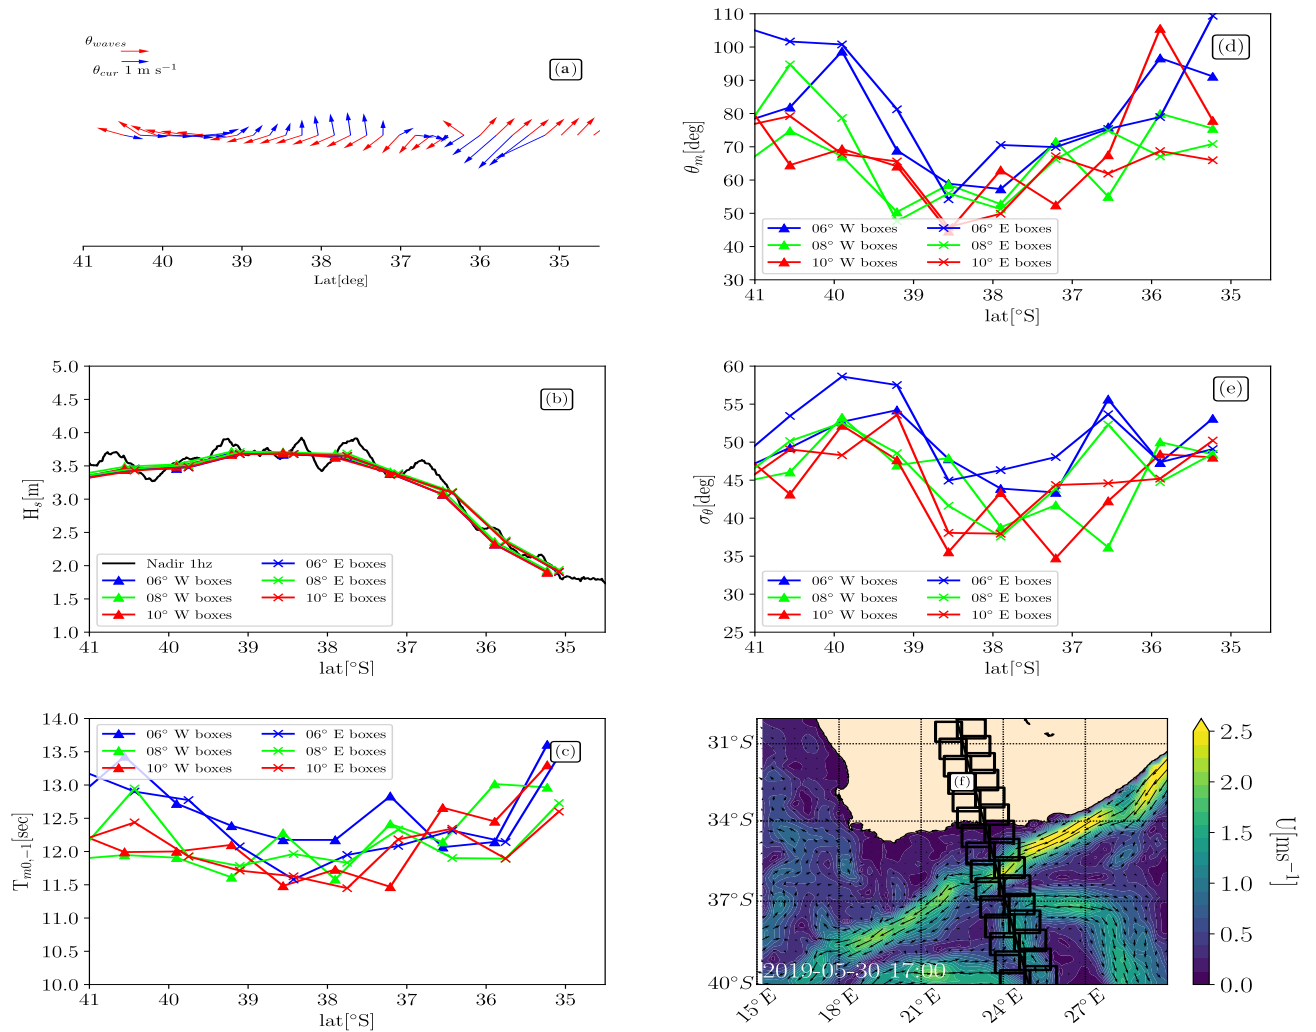 θwaves
θcur 1 m s⁻¹
(a)
41 40 39 38 37 36 35
Lat[deg]
110
100
90
80
70
60
50
40
30
θm[deg]
(d)
06° W boxes 06° E boxes
08° W boxes 08° E boxes
10° W boxes 10° E boxes
41 40 39 38 37 36 35
lat[°S]
5.0
4.5
4.0
3.5
3.0
2.5
2.0
1.5
1.0
Hs[m]
(b)
Nadir 1hz 06° E boxes
06° W boxes 08° E boxes
08° W boxes 10° E boxes
10° W boxes
41 40 39 38 37 36 35
lat[°S]
60
55
50
45
40
35
30
25
σθ[deg]
(e)
06° W boxes 06° E boxes
08° W boxes 08° E boxes
10° W boxes 10° E boxes
41 40 39 38 37 36 35
lat[°S]
14.0
13.5
13.0
12.5
12.0
11.5
11.0
10.5
10.0
Tm0,−1[sec]
06° W boxes 06° E boxes
08° W boxes 08° E boxes
10° W boxes 10° E boxes
(c)
41 40 39 38 37 36 35
lat[°S]
31°S
34°S
37°S
40°S
(f)
2019-05-30 17:00
15°E 18°E 21°E 24°E 27°E
2.5
2.0
1.5
1.0
0.5
0.0
U[ms⁻¹]